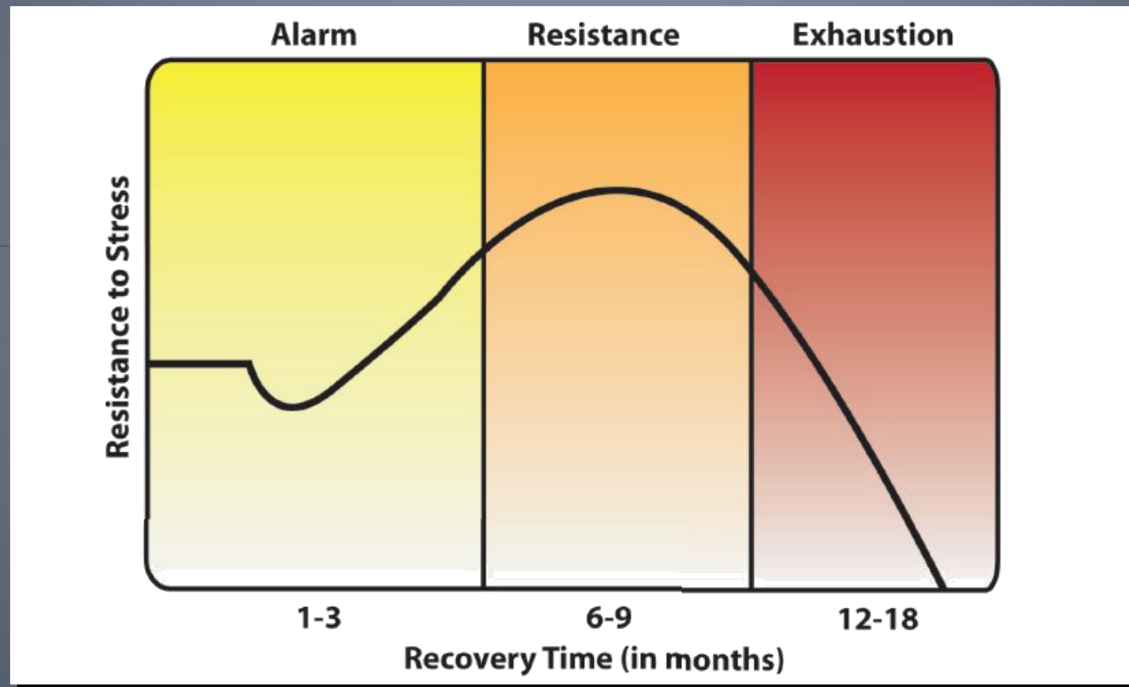 Alarm
Resistance
Exhaustion
Resistance to Stress
1-3
6-9
12-18
Recovery Time (in months)